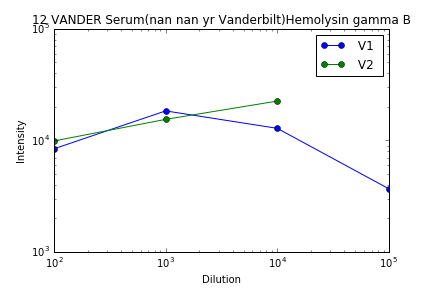 12 VANDER Serum(nan nan yr Vanderbilt)Hemolysin gamma B
10^5
V1
V2
10^4
Intensity
10^3
10^2 10^3 10^4 10^5
Dilution